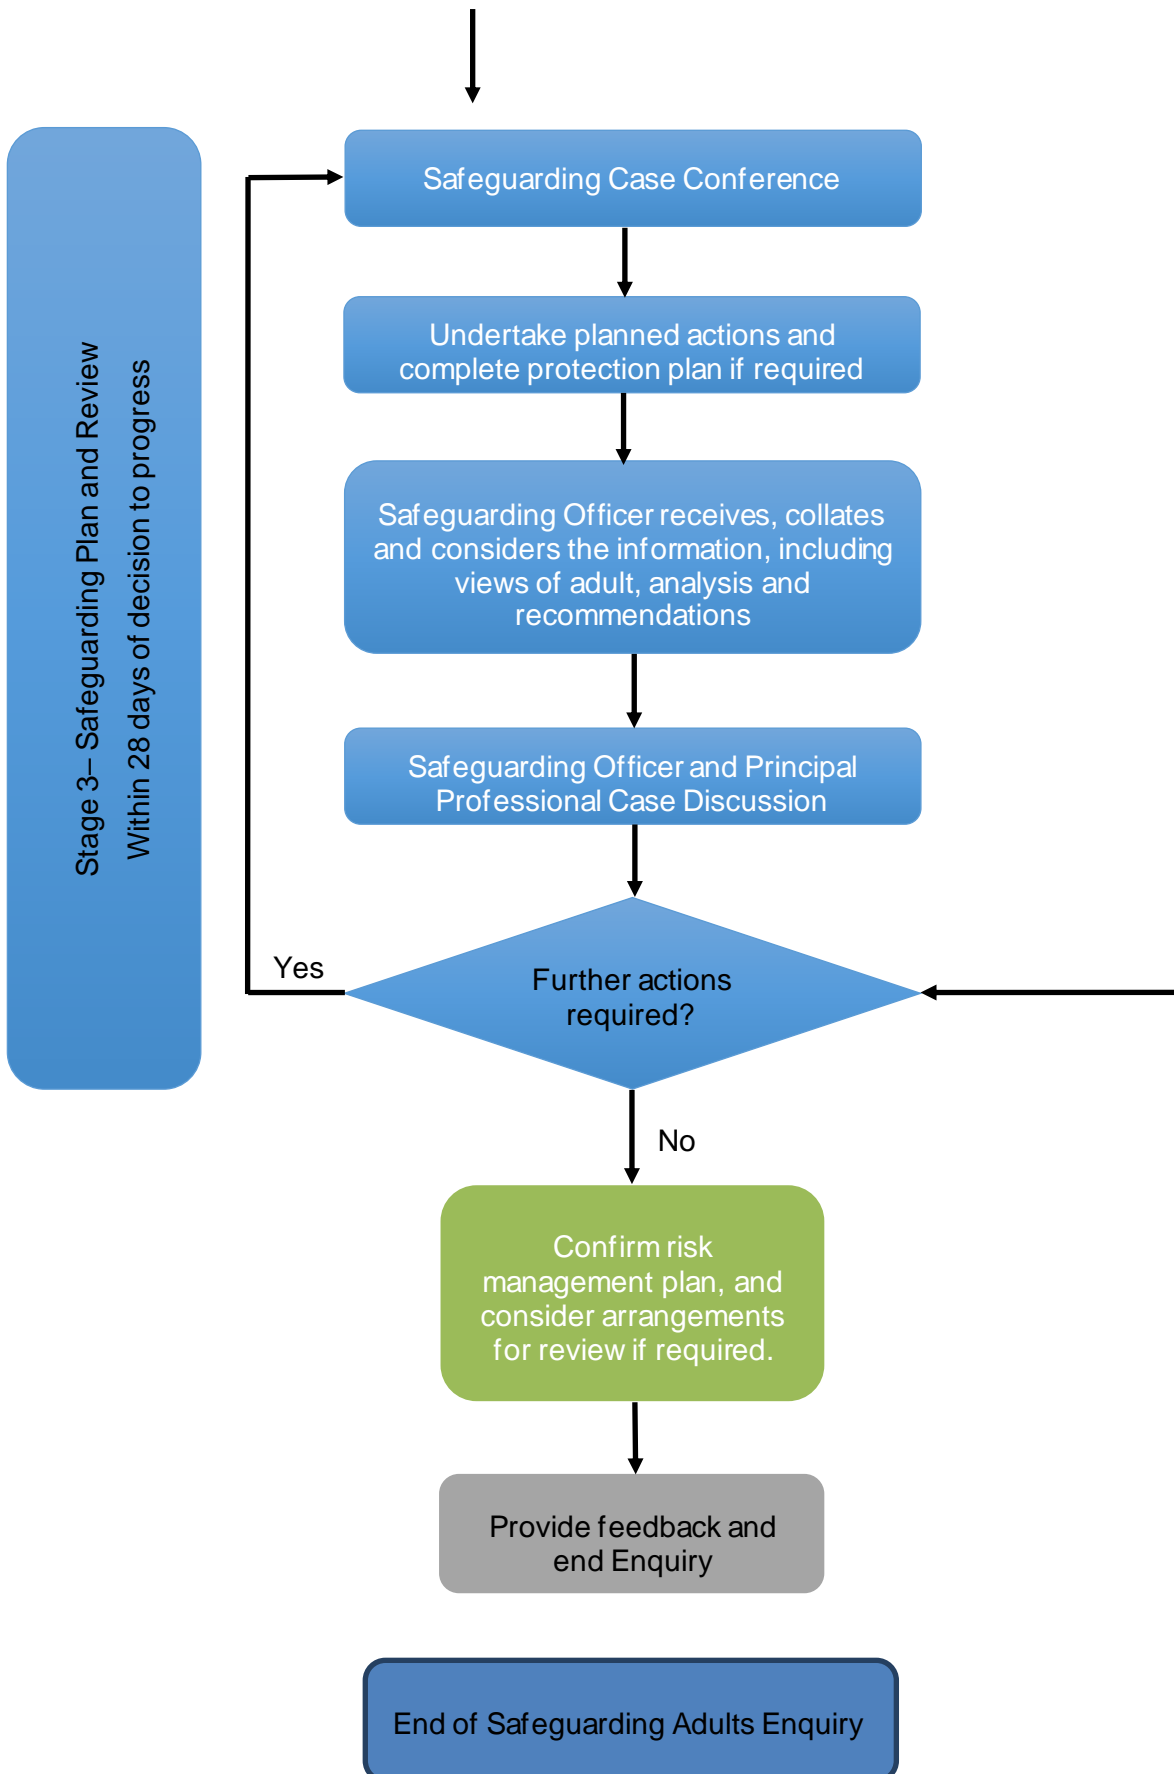 Stage 3– Safeguarding Plan and Review
Within 28 days of decision to progress
Safeguarding Case Conference
Undertake planned actions and
complete protection plan if required
Safeguarding Officer receives, collates
and considers the information, including
views of adult, analysis and
recommendations
Safeguarding Officer and Principal
Professional Case Discussion
Further actions
required?
Yes
No
Confirm risk
management plan, and
consider arrangements
for review if required.
Provide feedback and
end Enquiry
End of Safeguarding Adults Enquiry